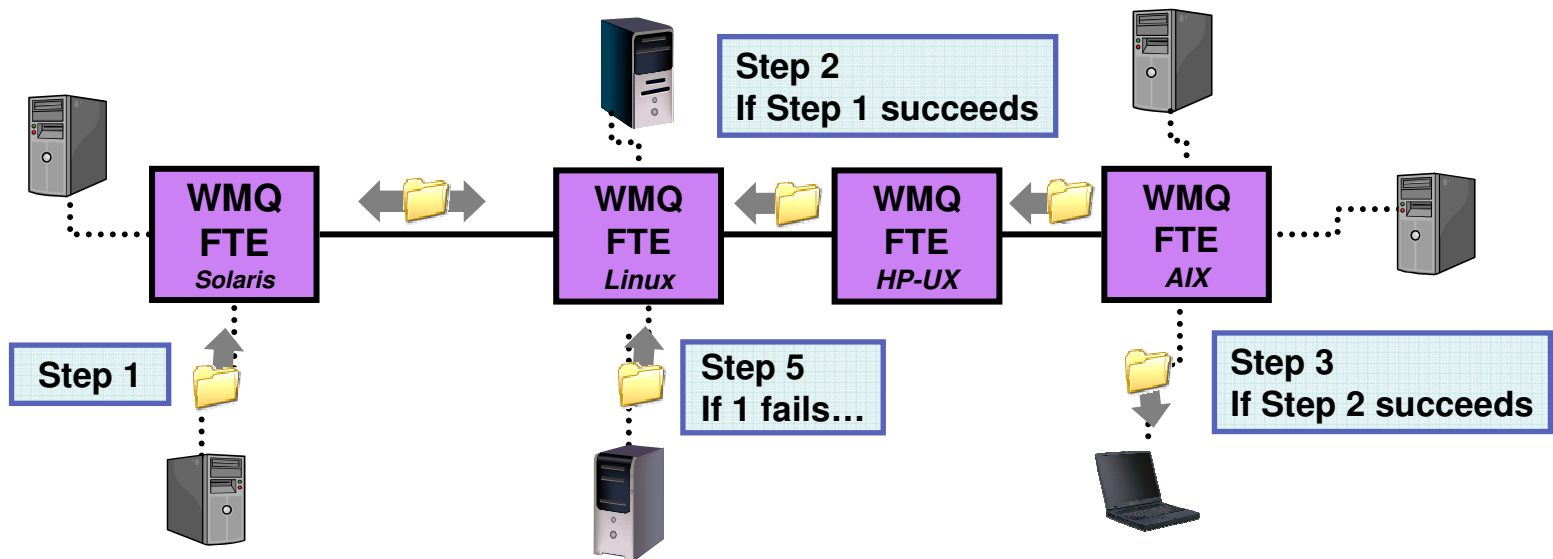 Step 2
If Step 1 succeeds
WMQ
FTE
Solaris
WMQ
FTE
Linux
WMQ
FTE
HP-UX
WMQ
FTE
AIX
Step 1
Step 5
If 1 fails...
Step 3
If Step 2 succeeds